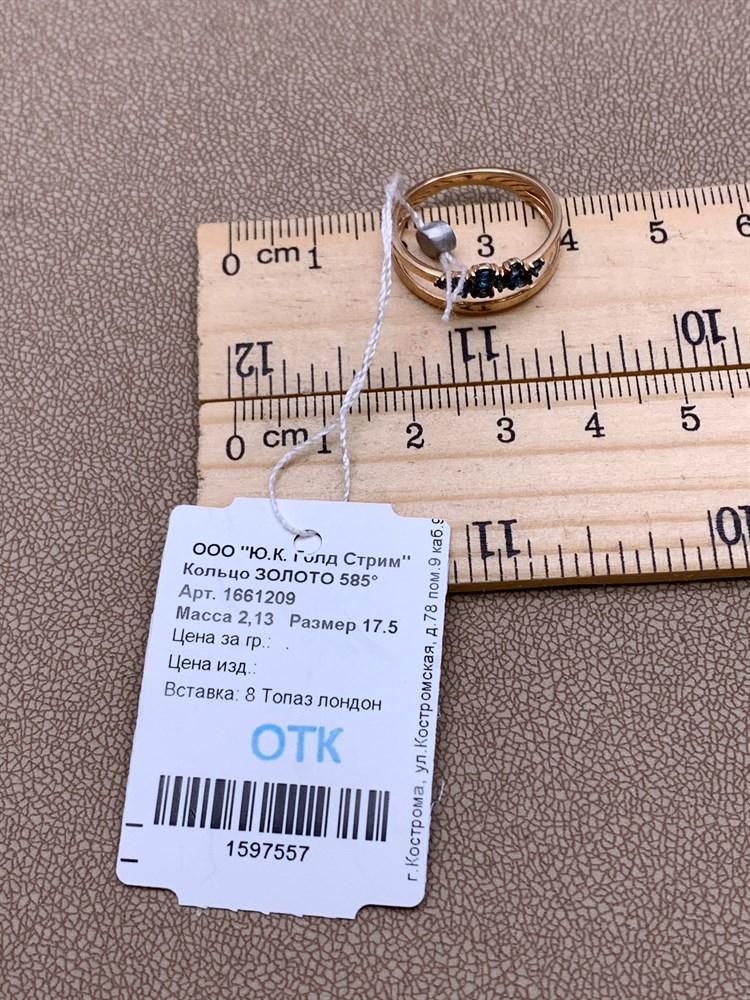 0 cm 1 3 4 5 6
12 11 10
0 cm 1 2 3 4 5
11 10
ООО "Ю.К. Голд Стрим"
Кольцо ЗОЛОТО 585°
Арт. 1661209
Масса 2,13 Размер 17.5
Цена за гр.: .
Цена изд.:
Вставка: 8 Топаз лондон
ОТК
1597557
г.Кострома, ул.Костромская, д.78 пом.9 каб.9